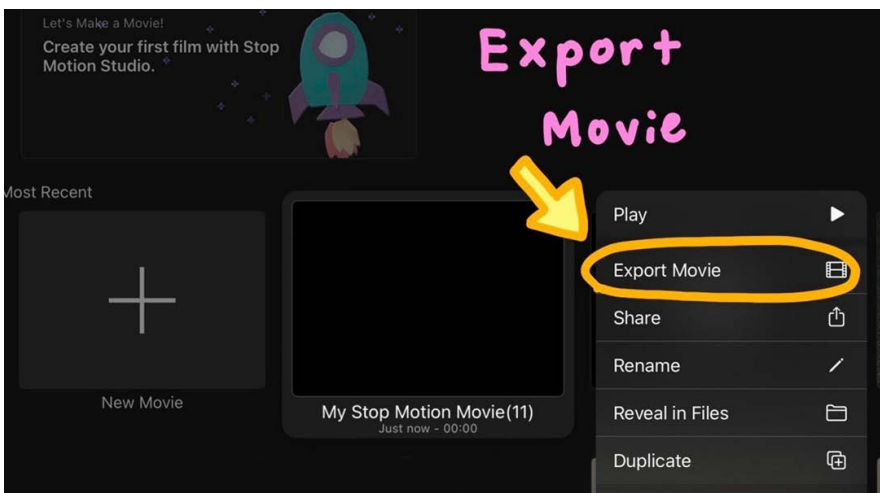 Let's Make a Movie!
Create your first film with Stop
Motion Studio.
Export
Movie
Most Recent
New Movie
My Stop Motion Movie(11)
Just now - 00:00
Play
Export Movie
Share
Rename
Reveal in Files
Duplicate